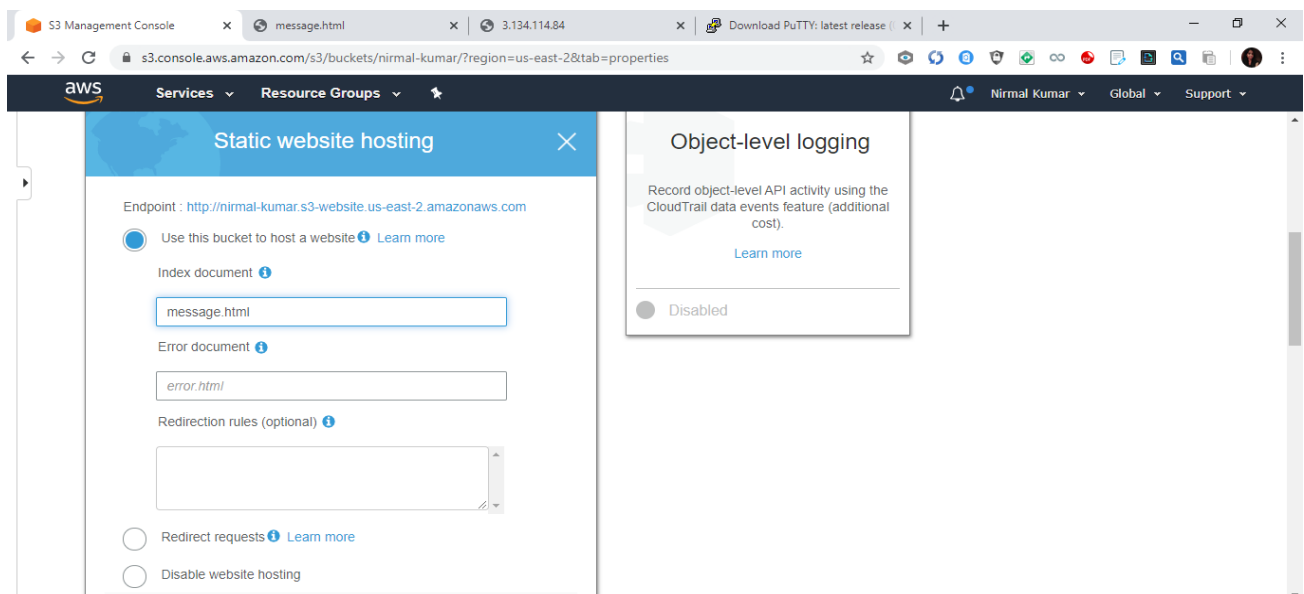 S3 Management Console
message.html
3.134.114.84
Download PuTTY: latest release (
s3.console.aws.amazon.com/s3/buckets/nirmal-kumar/?region=us-east-2&tab=properties
aws Services Resource Groups Nirmal Kumar Global Support
Static website hosting
Endpoint : http://nirmal-kumar.s3-website.us-east-2.amazonaws.com
Use this bucket to host a website Learn more
Index document
message.html
Error document
error.html
Redirection rules (optional)
Redirect requests Learn more
Disable website hosting
Object-level logging
Record object-level API activity using the
CloudTrail data events feature (additional
cost).
Learn more
Disabled